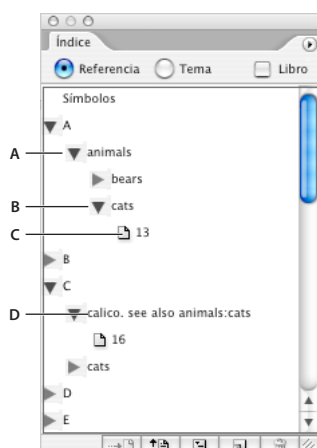 Índice
Referencia Tema Libro
Símbolos
A
A animals
bears
B cats
C 13
B
C
D calico. see also animals:cats
16
cats
D
E